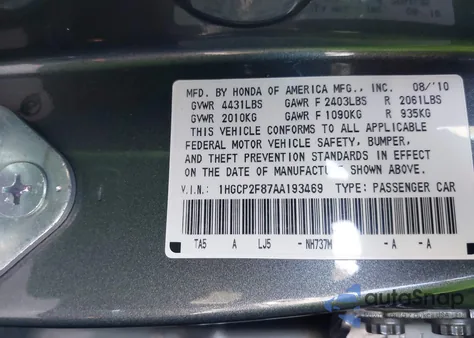 MFD. BY HONDA OF AMERICA MFG., INC. 08/'10
GVWR 4431LBS GAWR F 2403LBS R 2061LBS
GVWR 2010KG GAWR F 1090KG R 935KG
THIS VEHICLE CONFORMS TO ALL APPLICABLE
FEDERAL MOTOR VEHICLE SAFETY, BUMPER,
AND THEFT PREVENTION STANDARDS IN EFFECT
ON THE DATE OF MANUFACTURE SHOWN ABOVE.
V.I.N.: 1HGCP2F87AA193469 TYPE: PASSENGER CAR
TA5 A LJ5 - NH737M -A -A
autoSnap